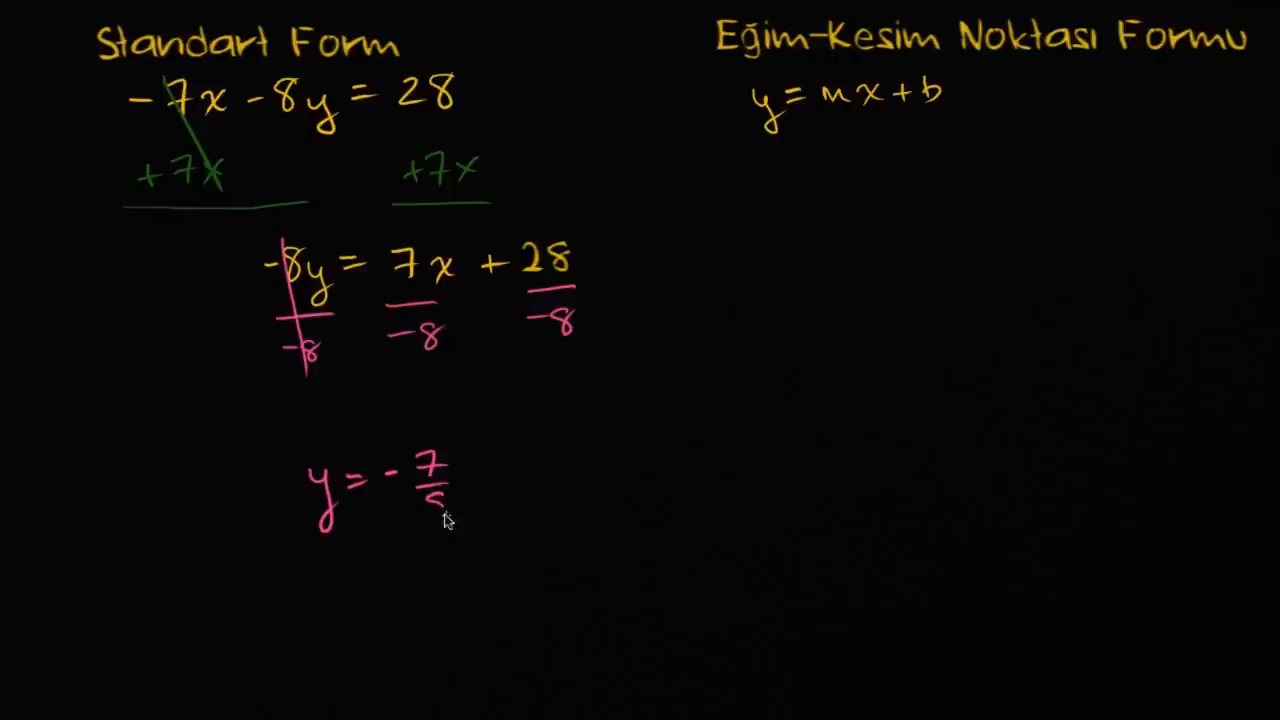 Standart Form
Eğim-Kesim Noktası Formu
-7x - 8y = 28
y = mx + b
+7x +7x
-8y = 7x + 28
-8 -8 -8
y = - 7